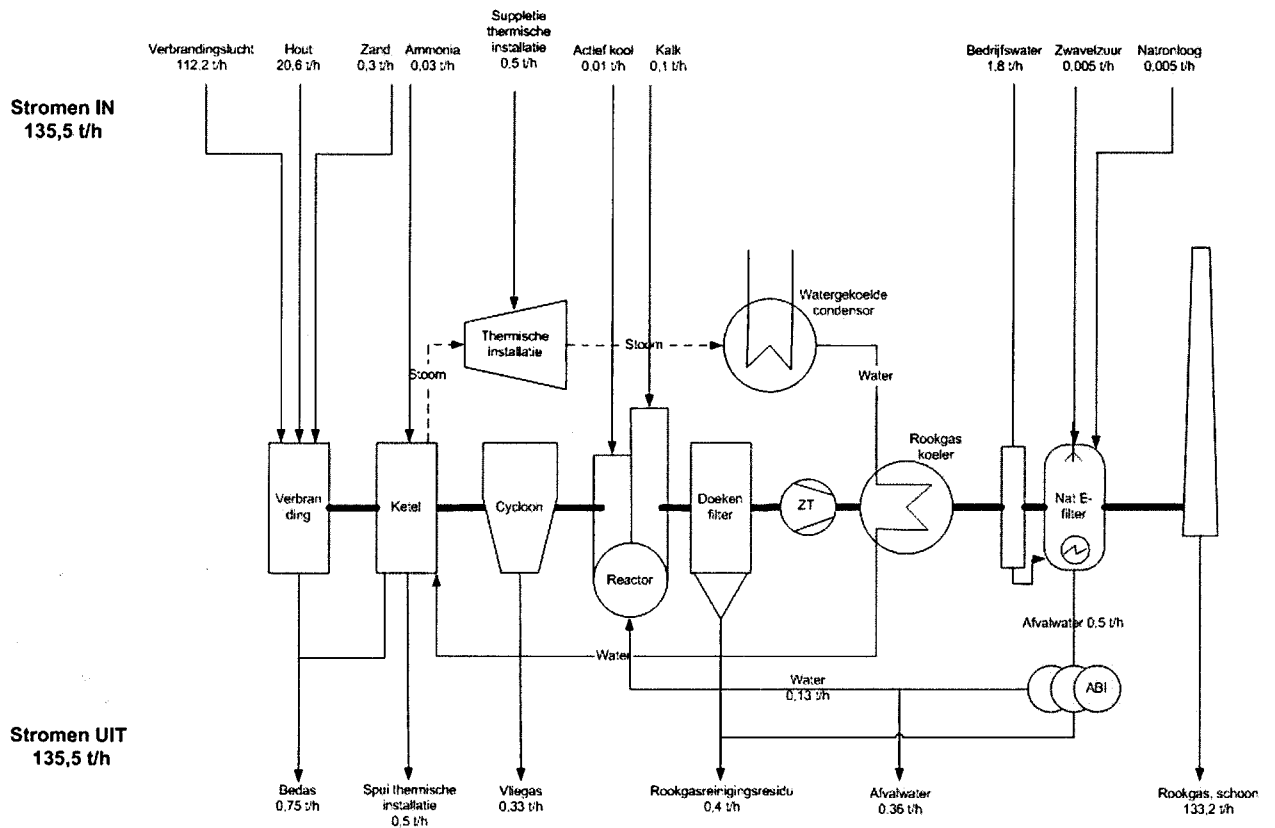 Verbrandingslucht
112,2 t/h
Hout
20,6 t/h
Zand
0,3 t/h
Ammonia
0,03 t/h
Suppletie
thermische
installatie
0,5 t/h
Actief kool
0.01 t/h
Kalk
0,1 t/h
Bedrijfswater
1,8 t/h
Zwavelzuur
0,005 t/h
Natronloog
0,005 t/h
Stromen IN
135,5 t/h
Watergekoelde
condensor
Thermische
installatie
Stoom
Stoom
Water
Rookgas
koeler
Verbran
ding
Ketel
Cycloon
Reactor
Doeken
filter
ZT
Nat E-
filter
Afvalwater 0,5 t/h
Water
Water
0,13 t/h
ABI
Stromen UIT
135,5 t/h
Bedas
0,75 t/h
Spui thermische
installatie
0,5 t/h
Vliegas
0.33 t/h
Rookgasreinigingsresidu
0,4 t/h
Afvalwater
0.36 t/h
Rookgas, schoon
133,2 t/h